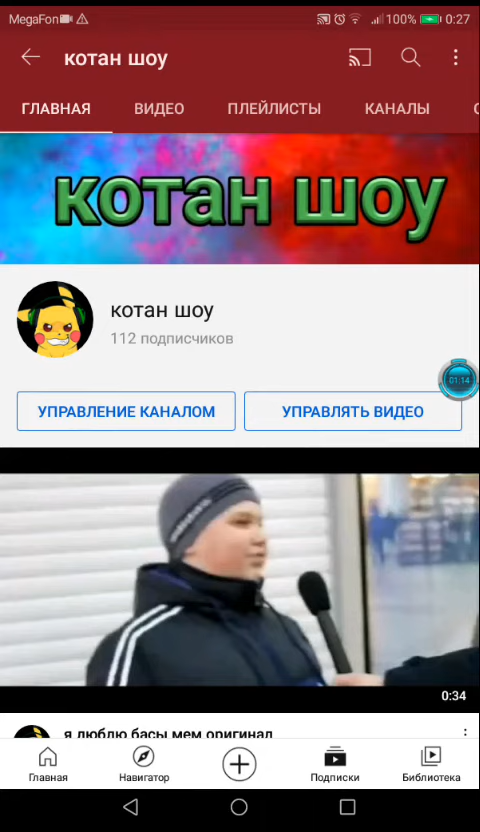 MegaFon 100% 0:27
котан шоу
ГЛАВНАЯ ВИДЕО ПЛЕЙЛИСТЫ КАНАЛЫ
котан шоу
котан шоу
112 подписчиков
01:14
УПРАВЛЕНИЕ КАНАЛОМ УПРАВЛЯТЬ ВИДЕО
0:34
я люблю басы мем оригинал
Главная Навигатор Подписки Библиотека